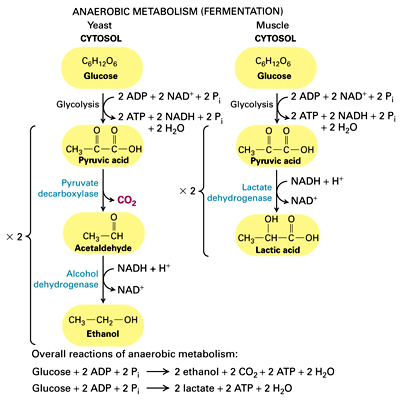 ANAEROBIC METABOLISM (FERMENTATION)
Yeast
CYTOSOL
C₆H₁₂O₆
Glucose
Glycolysis
2 ADP + 2 NAD⁺ + 2 Pᵢ
2 ATP + 2 NADH + 2 Pᵢ
+ 2 H₂O
O O
CH₃—C—C—OH
Pyruvic acid
Pyruvate
decarboxylase
CO₂
× 2
O
CH₃—CH
Acetaldehyde
Alcohol
dehydrogenase
NADH + H⁺
NAD⁺
CH₃—CH₂—OH
Ethanol
Muscle
CYTOSOL
C₆H₁₂O₆
Glucose
Glycolysis
2 ADP + 2 NAD⁺ + 2 Pᵢ
2 ATP + 2 NADH + 2 Pᵢ
+ 2 H₂O
O O
CH₃—C—C—OH
Pyruvic acid
× 2
Lactate
dehydrogenase
NADH + H⁺
NAD⁺
OH O
CH₃—CH—C—OH
Lactic acid
Overall reactions of anaerobic metabolism:
Glucose + 2 ADP + 2 Pᵢ ⟶ 2 ethanol + 2 CO₂ + 2 ATP + 2 H₂O
Glucose + 2 ADP + 2 Pᵢ ⟶ 2 lactate + 2 ATP + 2 H₂O